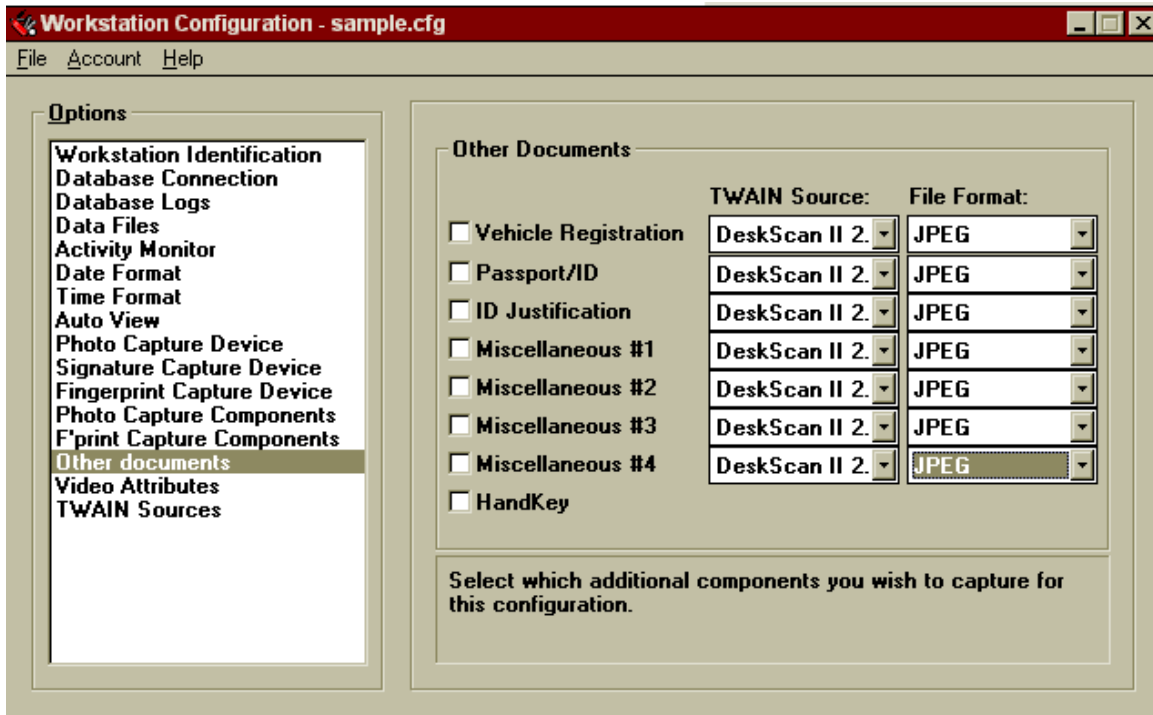 Workstation Configuration - sample.cfg
File Account Help
Options
Workstation Identification
Database Connection
Database Logs
Data Files
Activity Monitor
Date Format
Time Format
Auto View
Photo Capture Device
Signature Capture Device
Fingerprint Capture Device
Photo Capture Components
F'print Capture Components
Other documents
Video Attributes
TWAIN Sources
Other Documents
TWAIN Source: File Format:
Vehicle Registration DeskScan II 2. JPEG
Passport/ID DeskScan II 2. JPEG
ID Justification DeskScan II 2. JPEG
Miscellaneous #1 DeskScan II 2. JPEG
Miscellaneous #2 DeskScan II 2. JPEG
Miscellaneous #3 DeskScan II 2. JPEG
Miscellaneous #4 DeskScan II 2. JPEG
HandKey
Select which additional components you wish to capture for
this configuration.